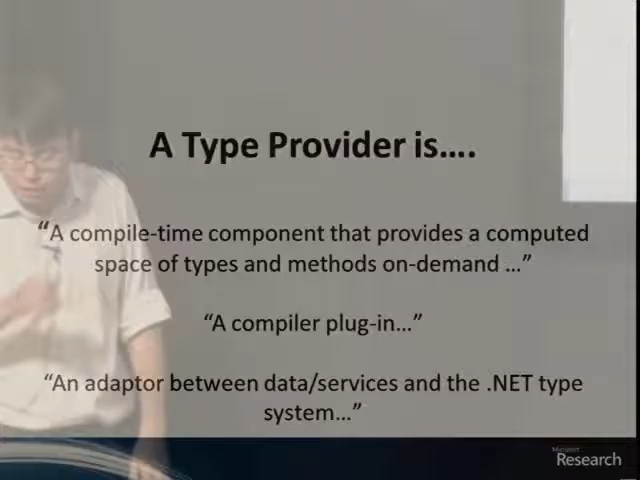 A Type Provider is....
“A compile-time component that provides a computed
space of types and methods on-demand ...”
“A compiler plug-in...”
“An adaptor between data/services and the .NET type
system...”
Microsoft
Research